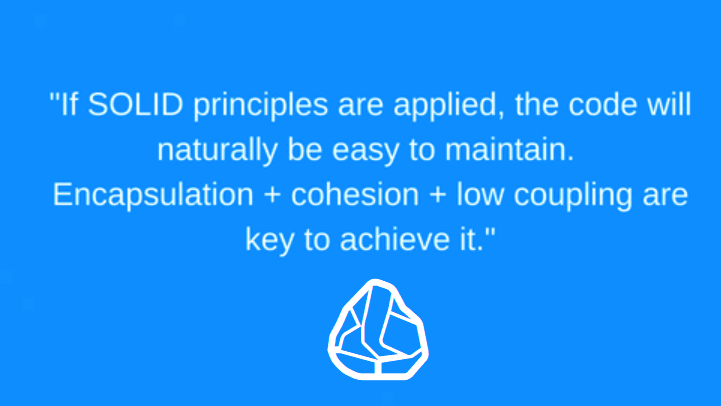 "If SOLID principles are applied, the code will
naturally be easy to maintain.
Encapsulation + cohesion + low coupling are
key to achieve it."